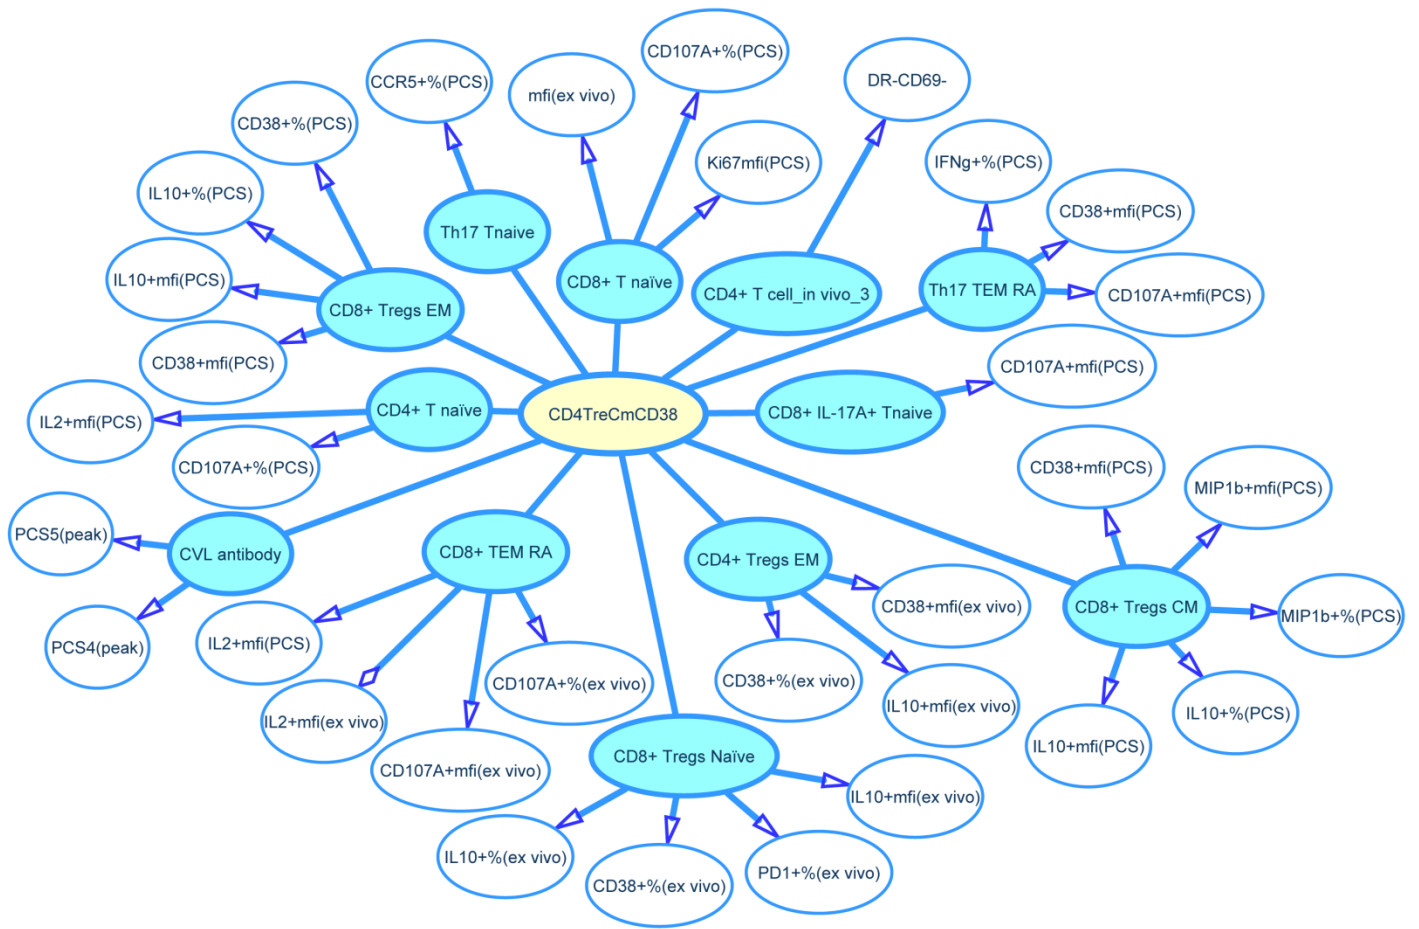 CD107A+%(PCS)
DR-CD69-
CCR5+%(PCS)
mfi(ex vivo)
CD38+%(PCS)
IFNg+%(PCS)
Ki67mfi(PCS)
IL10+%(PCS)
CD38+mfi(PCS)
Th17 Tnaive
IL10+mfi(PCS)
CD8+ T naïve
CD4+ T cell_in vivo_3
Th17 TEM RA
CD107A+mfi(PCS)
CD8+ Tregs EM
CD38+mfi(PCS)
CD107A+mfi(PCS)
IL2+mfi(PCS)
CD4+ T naïve
CD4TreCmCD38
CD8+ IL-17A+ Tnaive
CD107A+%(PCS)
CD38+mfi(PCS)
MIP1b+mfi(PCS)
PCS5(peak)
CVL antibody
CD8+ TEM RA
CD4+ Tregs EM
CD38+mfi(ex vivo)
CD8+ Tregs CM
MIP1b+%(PCS)
PCS4(peak)
IL2+mfi(PCS)
CD107A+%(ex vivo)
CD38+%(ex vivo)
IL10+mfi(ex vivo)
IL10+%(PCS)
IL2+mfi(ex vivo)
IL10+mfi(PCS)
CD8+ Tregs Naïve
CD107A+mfi(ex vivo)
IL10+mfi(ex vivo)
IL10+%(ex vivo)
CD38+%(ex vivo)
PD1+%(ex vivo)